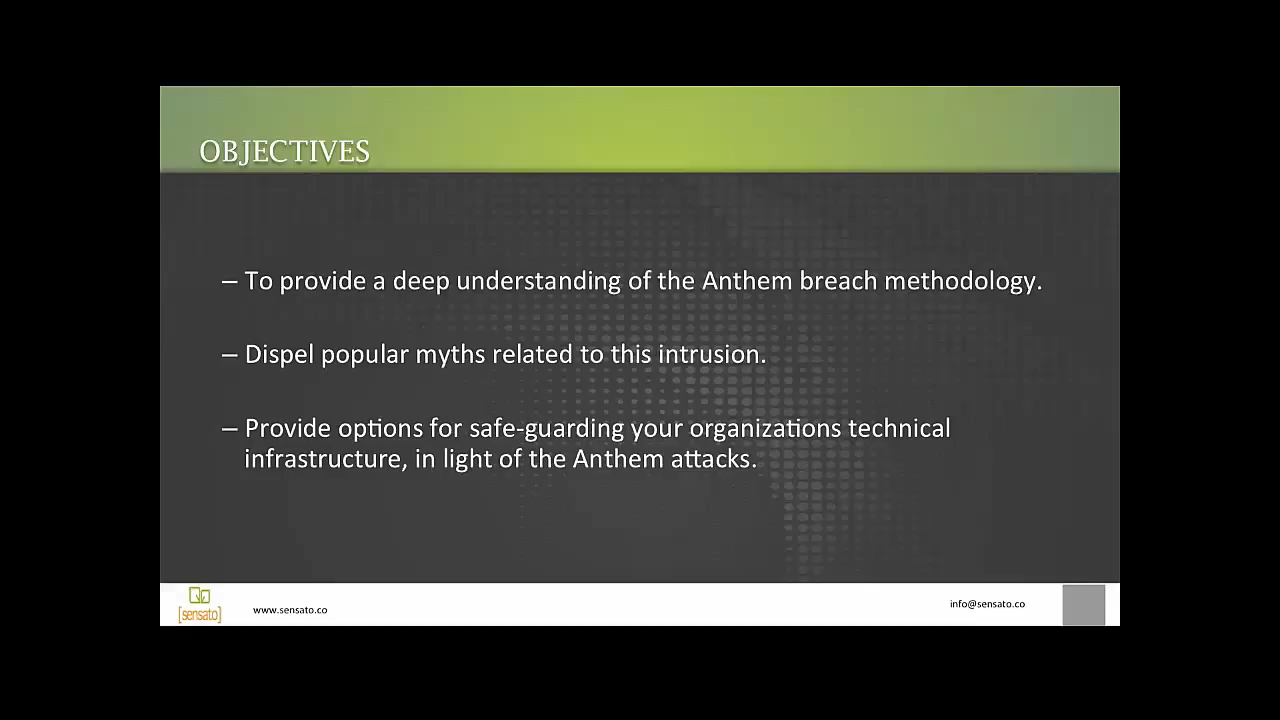 OBJECTIVES
– To provide a deep understanding of the Anthem breach methodology.
– Dispel popular myths related to this intrusion.
– Provide options for safe-guarding your organizations technical
infrastructure, in light of the Anthem attacks.
[sensato]
www.sensato.co
info@sensato.co